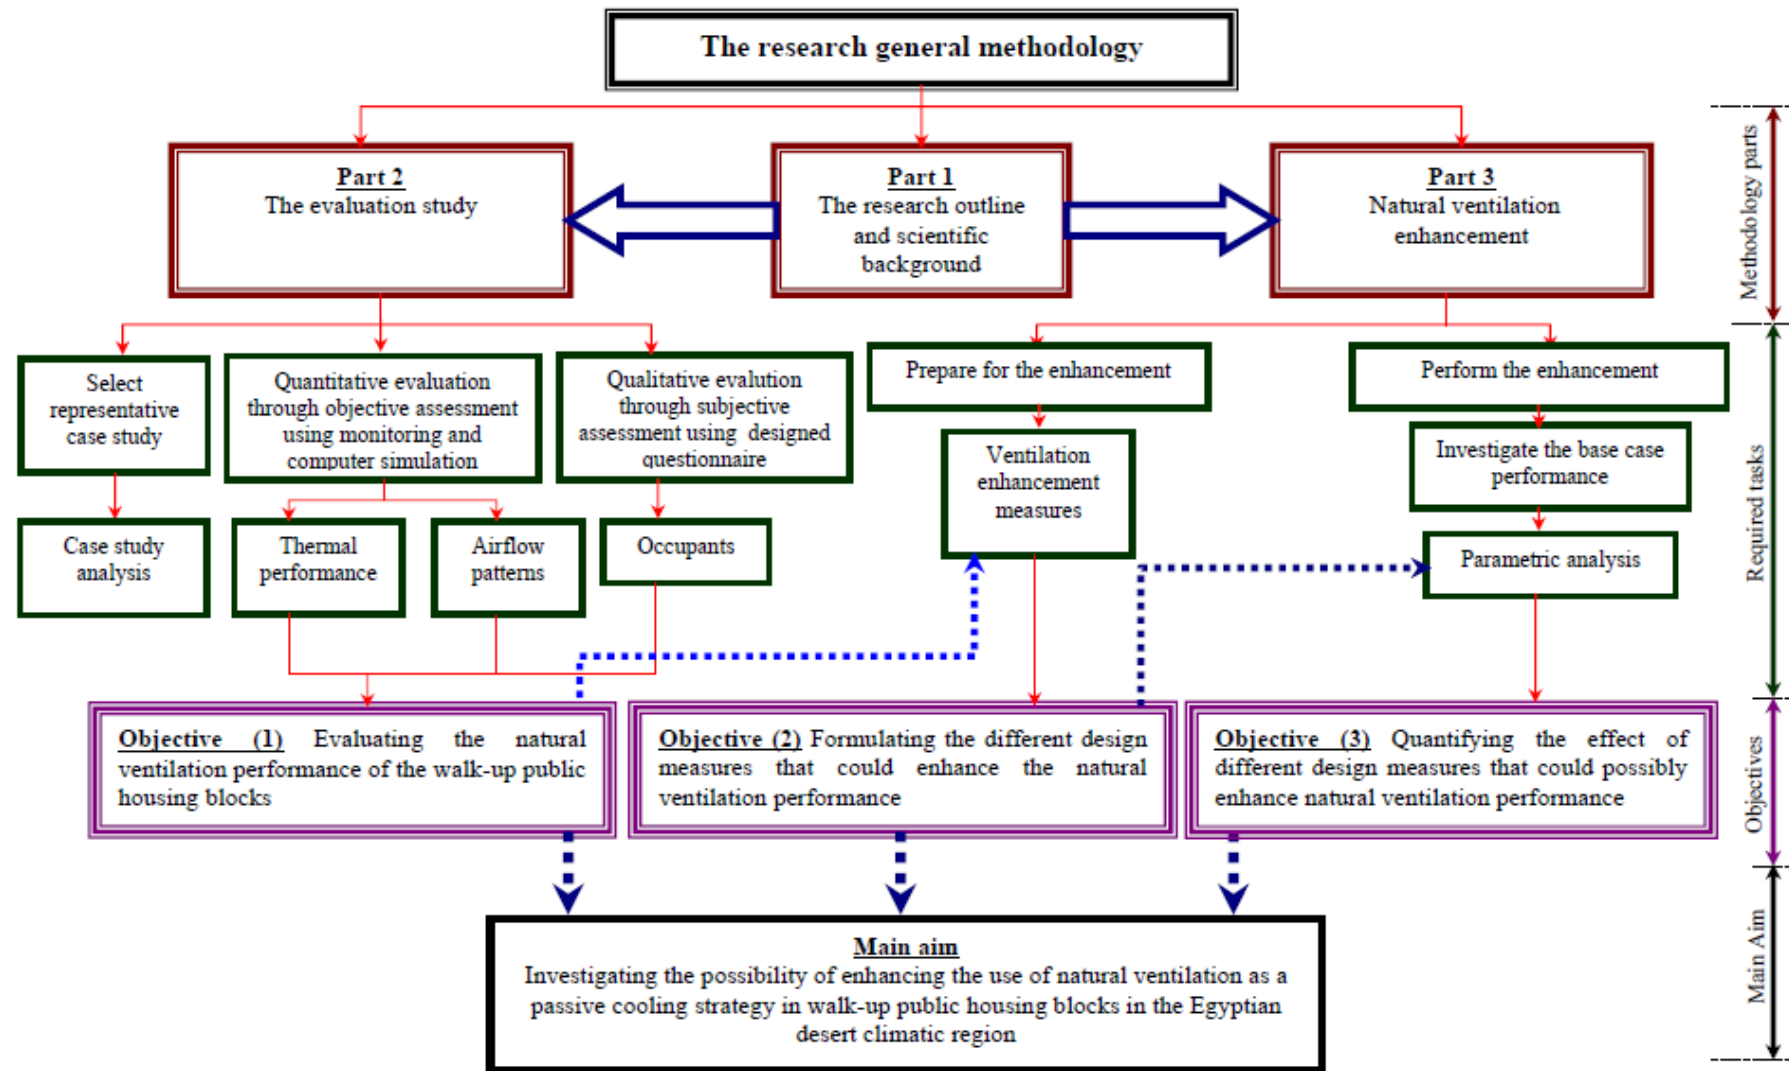 The research general methodology
Part 2
The evaluation study
Part 1
The research outline
and scientific
background
Part 3
Natural ventilation
enhancement
Methodology parts
Select
representative
case study
Quantitative evaluation
through objective assessment
using monitoring and
computer simulation
Qualitative evalution
through subjective
assessment using designed
questionnaire
Prepare for the enhancement
Perform the enhancement
Ventilation
enhancement
measures
Investigate the base case
performance
Case study
analysis
Thermal
performance
Airflow
patterns
Occupants
Parametric analysis
Required tasks
Objective (1) Evaluating the natural
ventilation performance of the walk-up public
housing blocks
Objective (2) Formulating the different design
measures that could enhance the natural
ventilation performance
Objective (3) Quantifying the effect of
different design measures that could possibly
enhance natural ventilation performance
Objectives
Main aim
Investigating the possibility of enhancing the use of natural ventilation as a
passive cooling strategy in walk-up public housing blocks in the Egyptian
desert climatic region
Main Aim